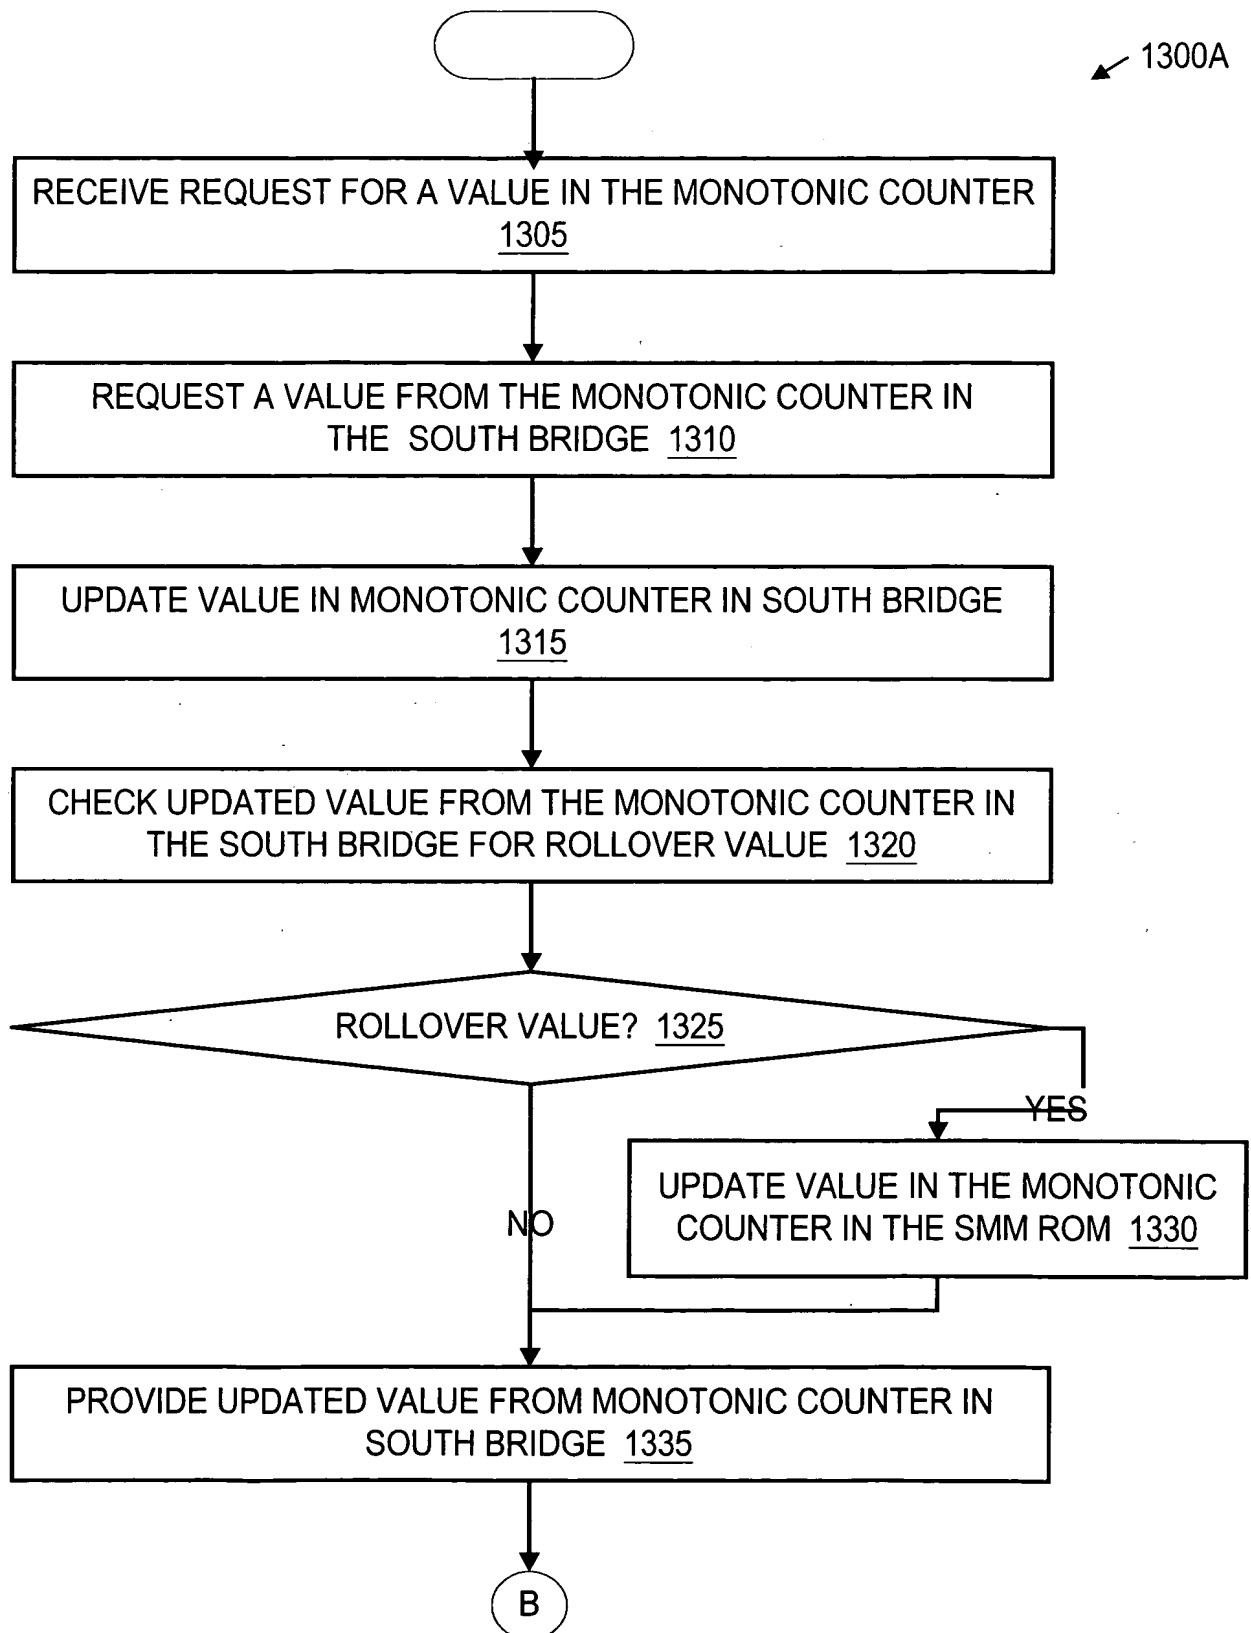 1300A
RECEIVE REQUEST FOR A VALUE IN THE MONOTONIC COUNTER
1305
REQUEST A VALUE FROM THE MONOTONIC COUNTER IN
THE SOUTH BRIDGE 1310
UPDATE VALUE IN MONOTONIC COUNTER IN SOUTH BRIDGE
1315
CHECK UPDATED VALUE FROM THE MONOTONIC COUNTER IN
THE SOUTH BRIDGE FOR ROLLOVER VALUE 1320
ROLLOVER VALUE? 1325
YES
UPDATE VALUE IN THE MONOTONIC
COUNTER IN THE SMM ROM 1330
NO
PROVIDE UPDATED VALUE FROM MONOTONIC COUNTER IN
SOUTH BRIDGE 1335
B